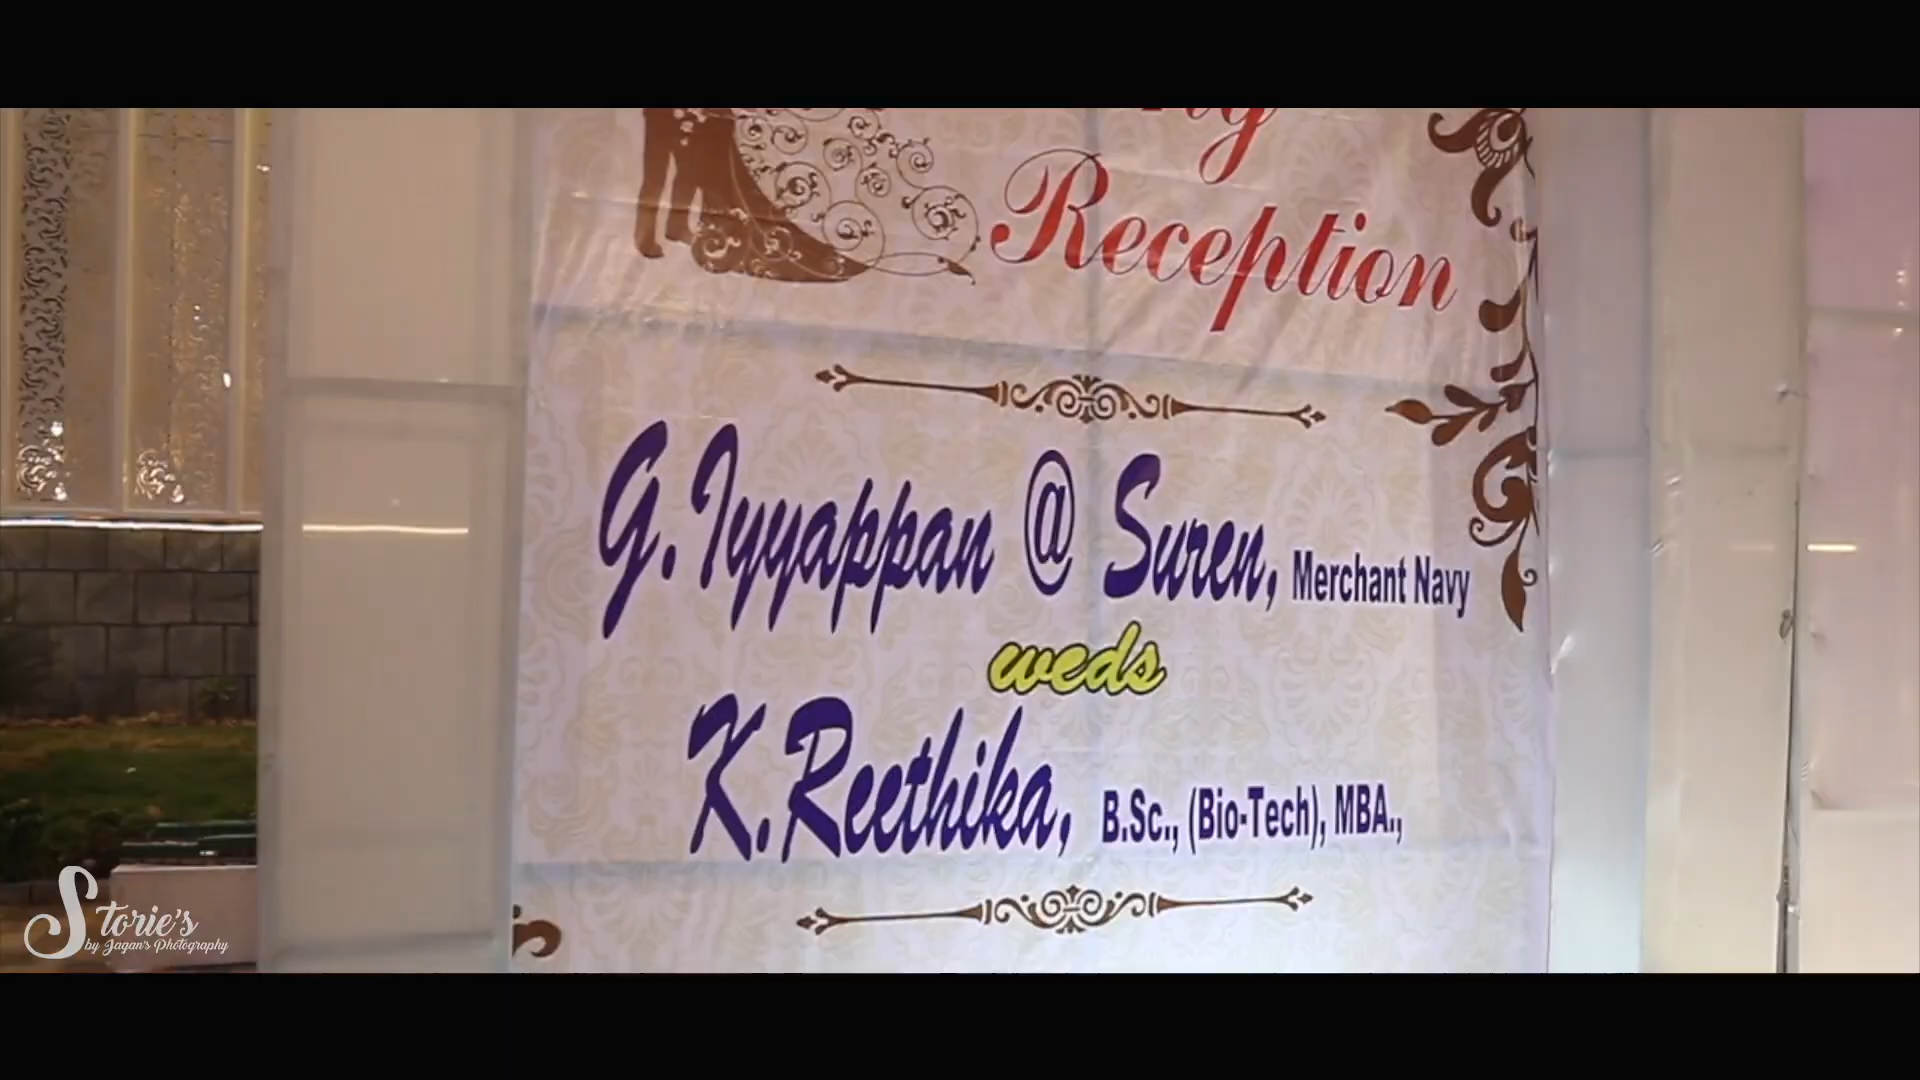 Reception
G. Iyyappan @ Suren, Merchant Navy
weds
K. Reethika, B.Sc., (Bio-Tech), MBA.,
Storie's
by Jagan's Photography